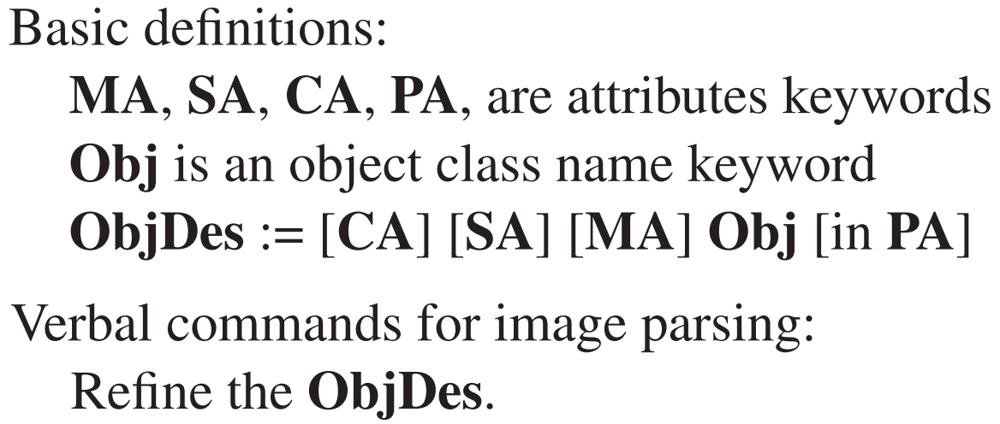 Basic definitions:
MA, SA, CA, PA, are attributes keywords
Obj is an object class name keyword
ObjDes := [CA] [SA] [MA] Obj [in PA]
Verbal commands for image parsing:
Refine the ObjDes.